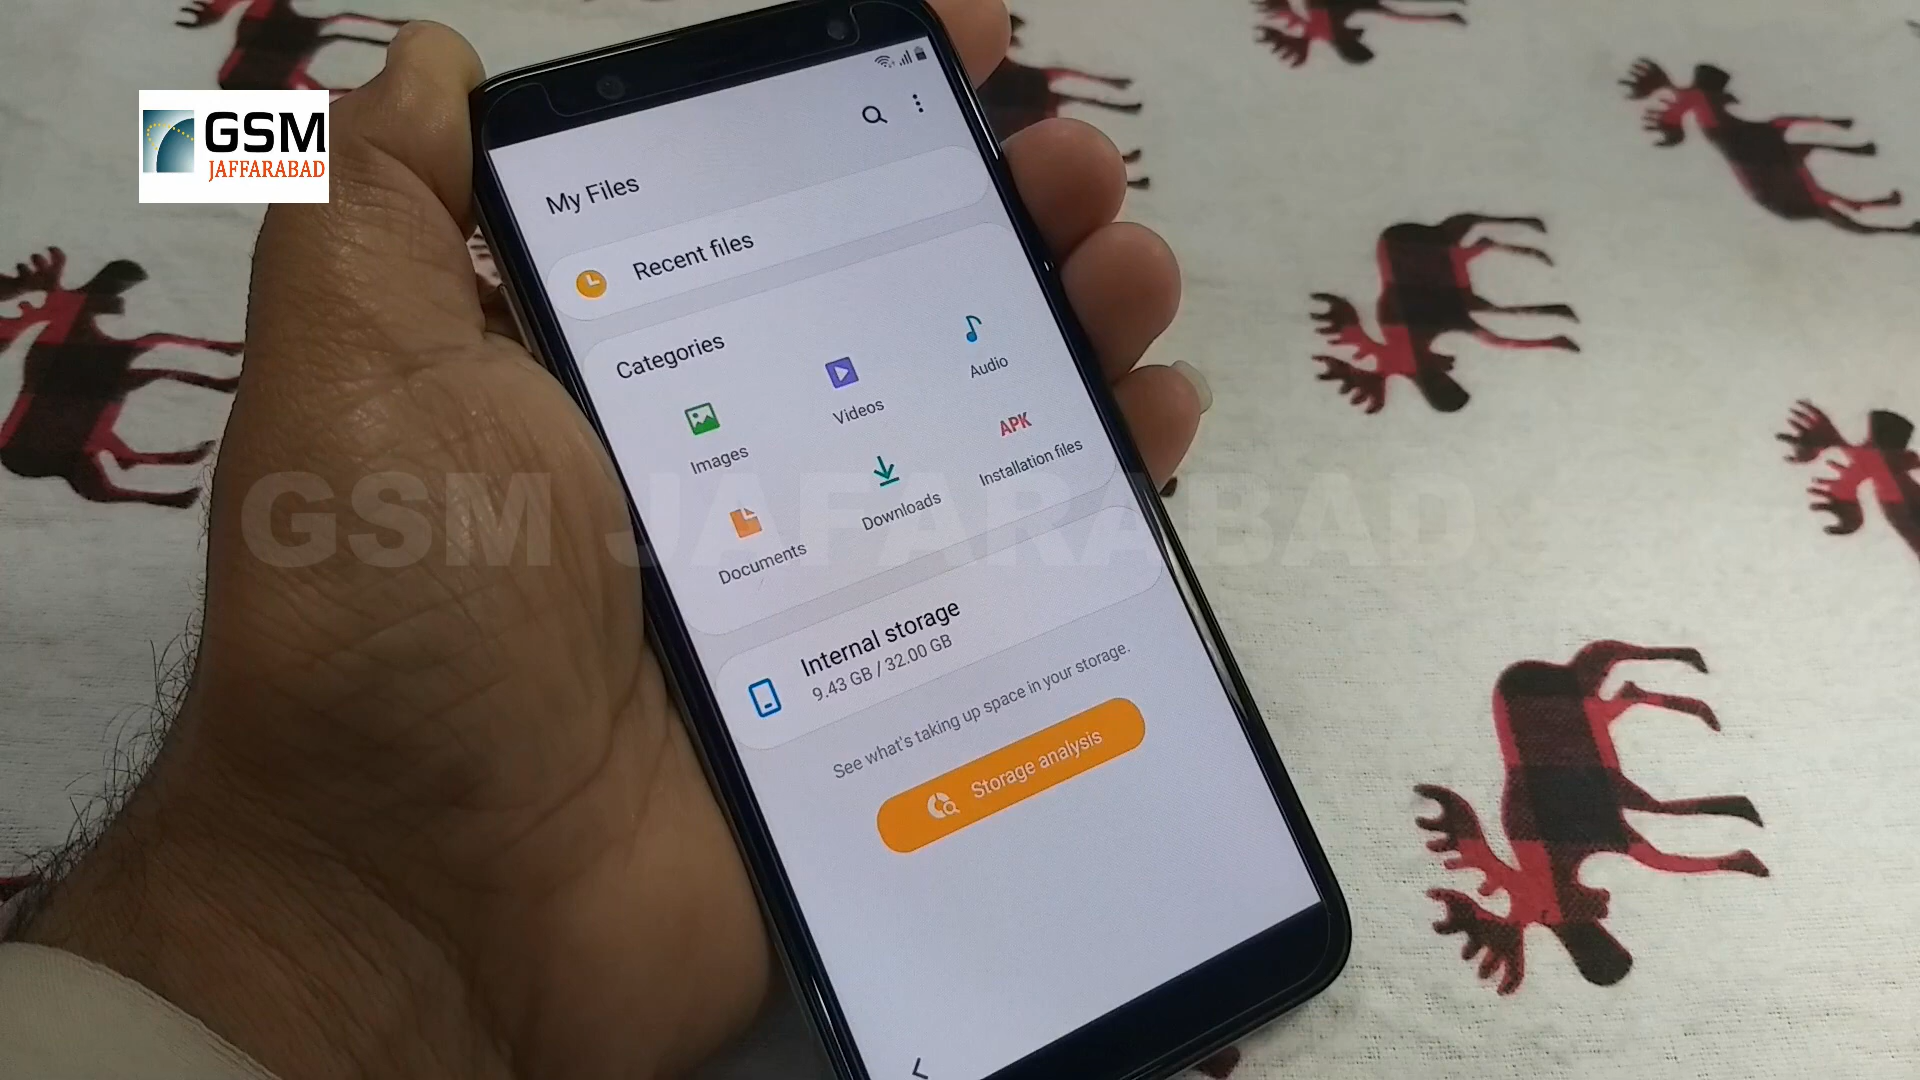 GSM
JAFFARABAD
My Files
Recent files
Categories
Images
Videos
Audio
Documents
Downloads
APK
Installation files
GSM JAFARABAD
Internal storage
9.43 GB / 32.00 GB
See what's taking up space in your storage.
Storage analysis